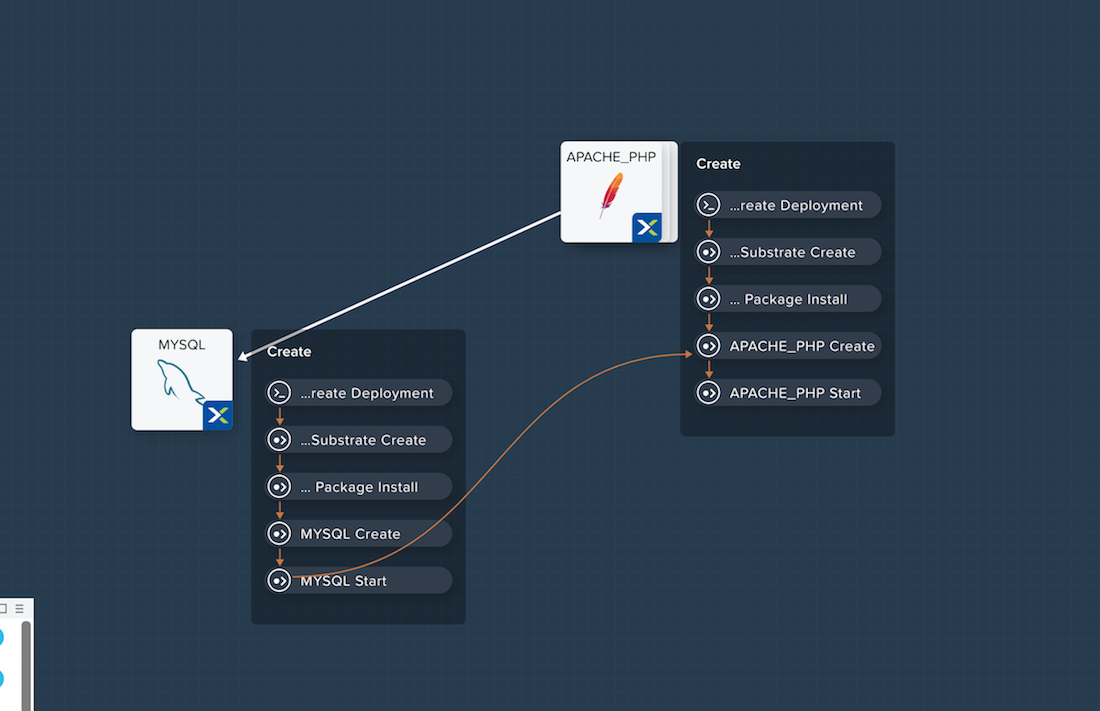 APACHE_PHP
Create
...reate Deployment
...Substrate Create
... Package Install
APACHE_PHP Create
APACHE_PHP Start
MYSQL
Create
...reate Deployment
...Substrate Create
... Package Install
MYSQL Create
MYSQL Start